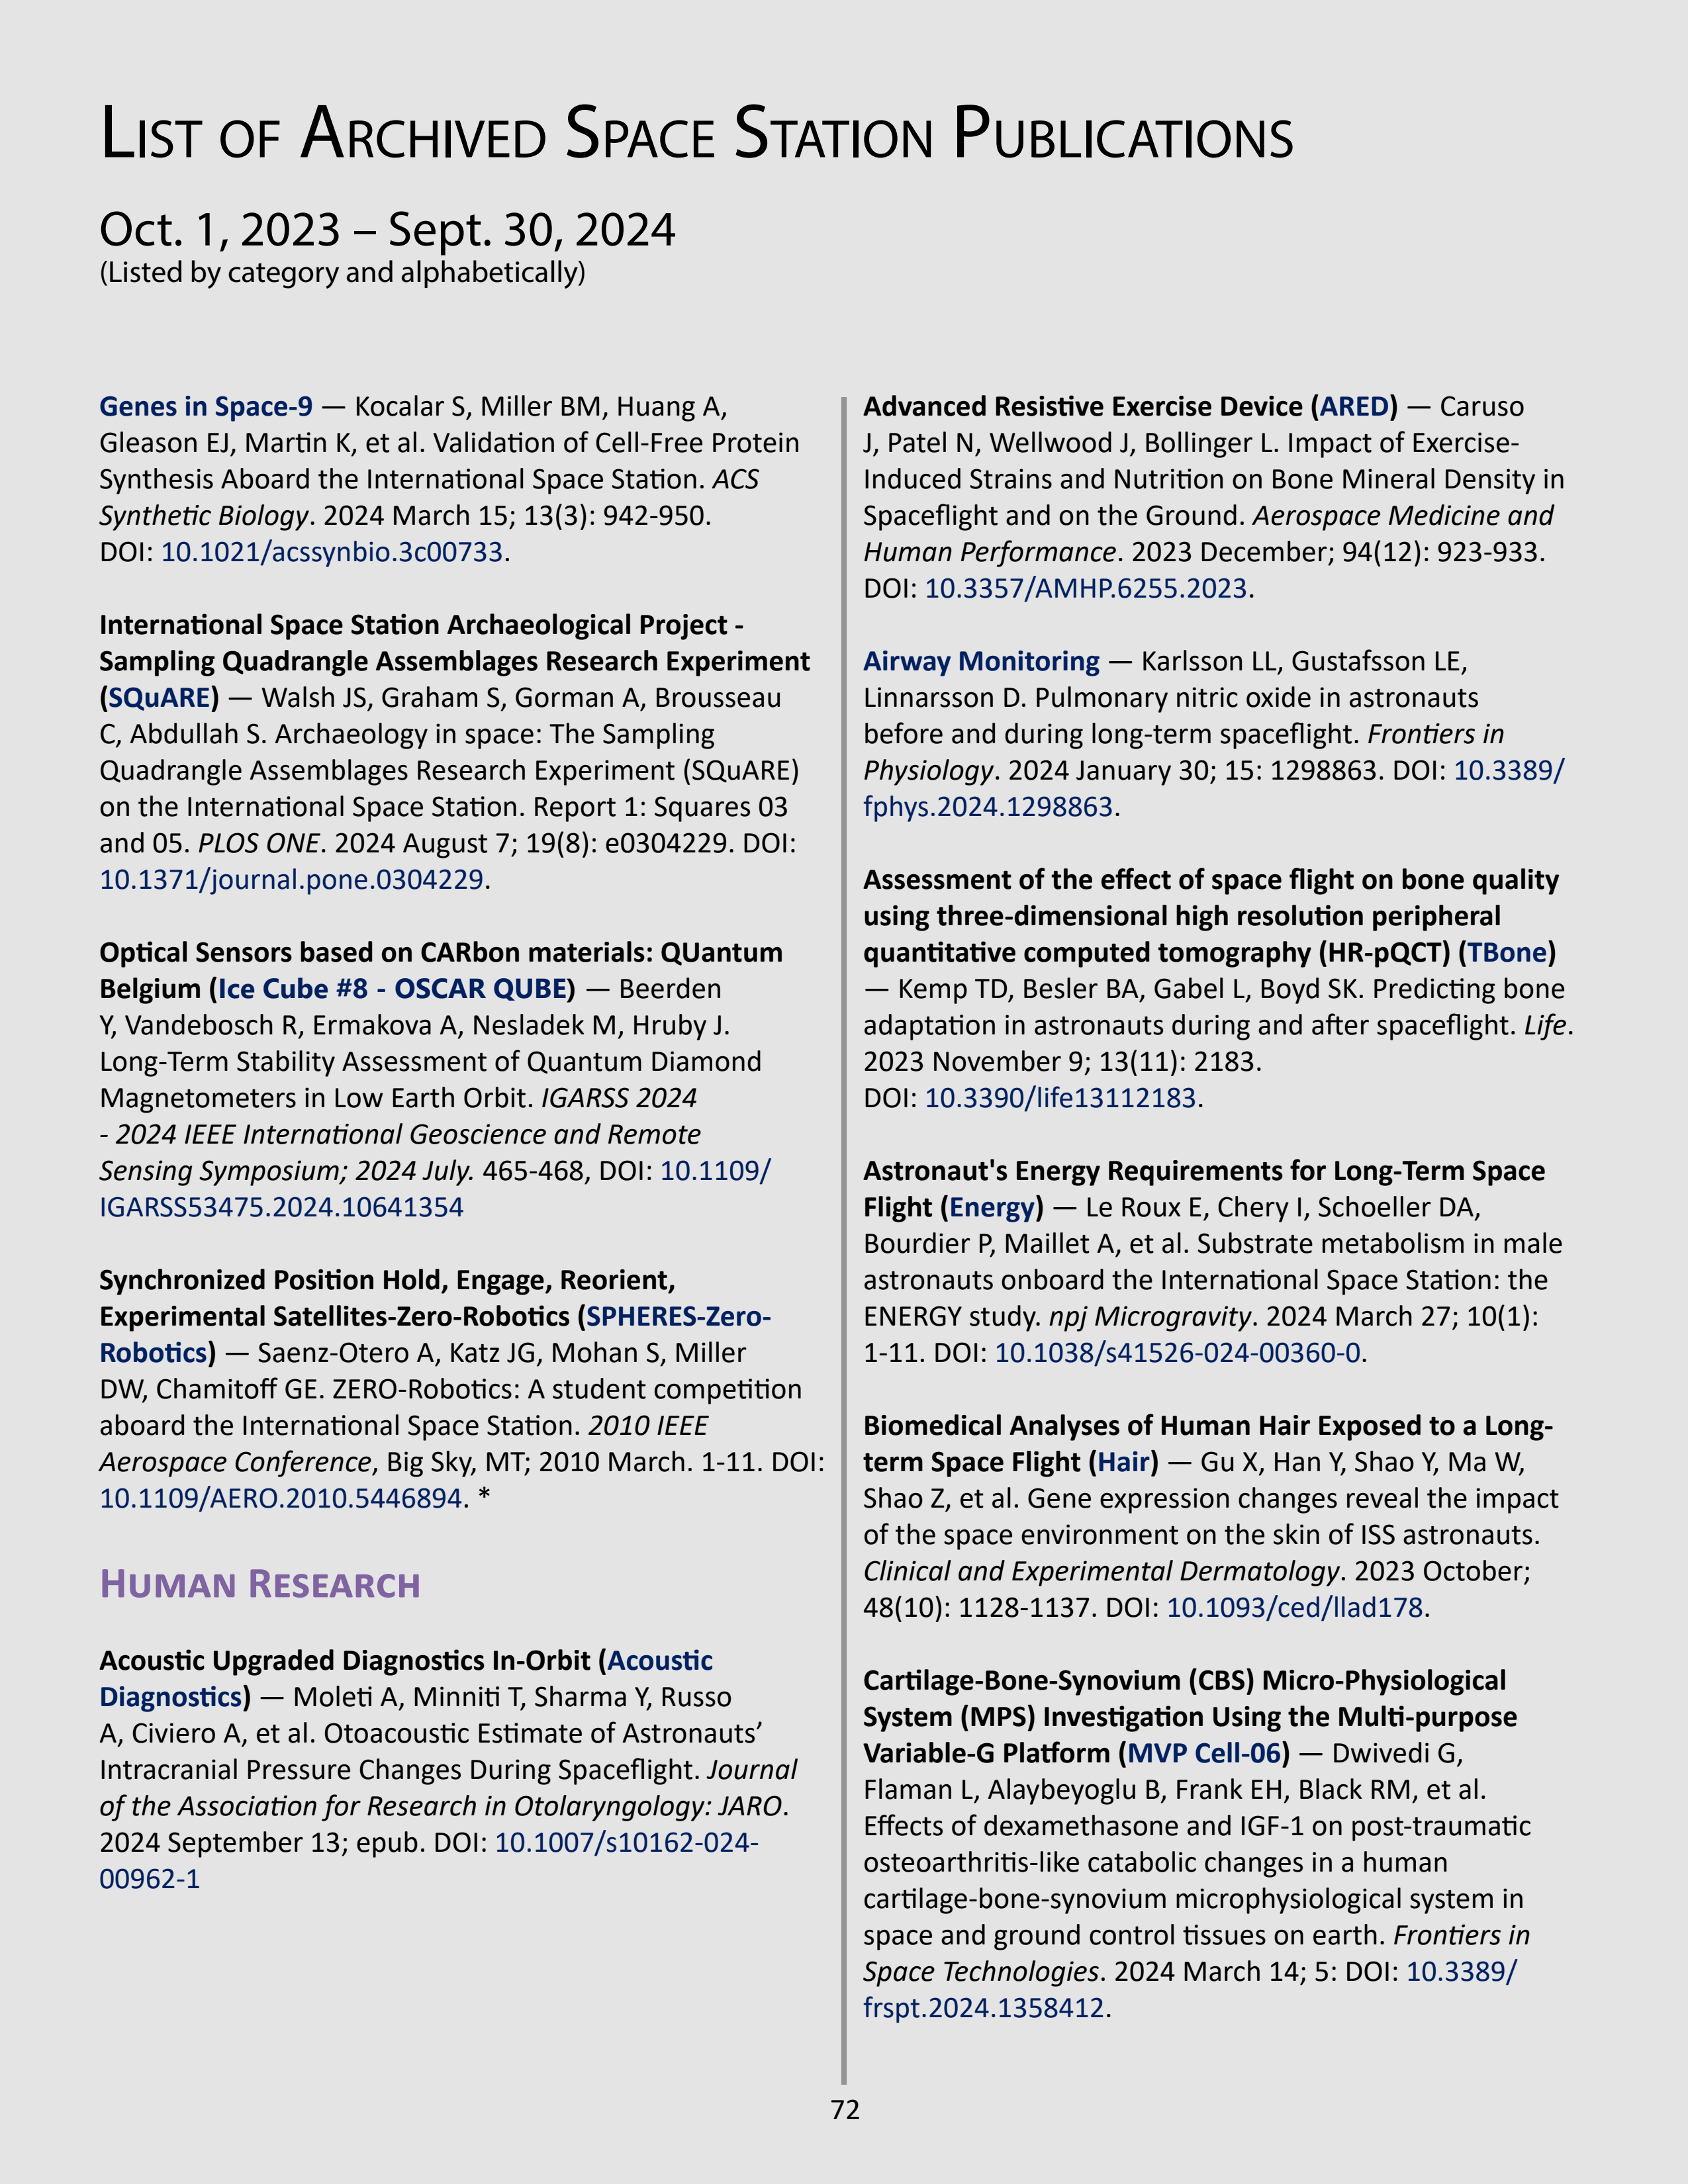 List of Archived Space Station Publications
Oct. 1, 2023 – Sept. 30, 2024
(Listed by category and alphabetically)
Genes in Space-9 — Kocalar S, Miller BM, Huang A,
Gleason EJ, Martin K, et al. Validation of Cell-Free Protein
Synthesis Aboard the International Space Station. ACS
Synthetic Biology. 2024 March 15; 13(3): 942-950.
DOI: 10.1021/acssynbio.3c00733.
International Space Station Archaeological Project -
Sampling Quadrangle Assemblages Research Experiment
(SQuARE) — Walsh JS, Graham S, Gorman A, Brousseau
C, Abdullah S. Archaeology in space: The Sampling
Quadrangle Assemblages Research Experiment (SQuARE)
on the International Space Station. Report 1: Squares 03
and 05. PLOS ONE. 2024 August 7; 19(8): e0304229. DOI:
10.1371/journal.pone.0304229.
Optical Sensors based on CARbon materials: QUantum
Belgium (Ice Cube #8 - OSCAR QUBE) — Beerden
Y, Vandebosch R, Ermakova A, Nesladek M, Hruby J.
Long-Term Stability Assessment of Quantum Diamond
Magnetometers in Low Earth Orbit. IGARSS 2024
- 2024 IEEE International Geoscience and Remote
Sensing Symposium; 2024 July. 465-468, DOI: 10.1109/
IGARSS53475.2024.10641354
Synchronized Position Hold, Engage, Reorient,
Experimental Satellites-Zero-Robotics (SPHERES-Zero-
Robotics) — Saenz-Otero A, Katz JG, Mohan S, Miller
DW, Chamitoff GE. ZERO-Robotics: A student competition
aboard the International Space Station. 2010 IEEE
Aerospace Conference, Big Sky, MT; 2010 March. 1-11. DOI:
10.1109/AERO.2010.5446894. *
Human Research
Acoustic Upgraded Diagnostics In-Orbit (Acoustic
Diagnostics) — Moleti A, Minniti T, Sharma Y, Russo
A, Civiero A, et al. Otoacoustic Estimate of Astronauts’
Intracranial Pressure Changes During Spaceflight. Journal
of the Association for Research in Otolaryngology: JARO.
2024 September 13; epub. DOI: 10.1007/s10162-024-
00962-1
Advanced Resistive Exercise Device (ARED) — Caruso
J, Patel N, Wellwood J, Bollinger L. Impact of Exercise-
Induced Strains and Nutrition on Bone Mineral Density in
Spaceflight and on the Ground. Aerospace Medicine and
Human Performance. 2023 December; 94(12): 923-933.
DOI: 10.3357/AMHP.6255.2023.
Airway Monitoring — Karlsson LL, Gustafsson LE,
Linnarsson D. Pulmonary nitric oxide in astronauts
before and during long-term spaceflight. Frontiers in
Physiology. 2024 January 30; 15: 1298863. DOI: 10.3389/
fphys.2024.1298863.
Assessment of the effect of space flight on bone quality
using three-dimensional high resolution peripheral
quantitative computed tomography (HR-pQCT) (TBone)
— Kemp TD, Besler BA, Gabel L, Boyd SK. Predicting bone
adaptation in astronauts during and after spaceflight. Life.
2023 November 9; 13(11): 2183.
DOI: 10.3390/life13112183.
Astronaut's Energy Requirements for Long-Term Space
Flight (Energy) — Le Roux E, Chery I, Schoeller DA,
Bourdier P, Maillet A, et al. Substrate metabolism in male
astronauts onboard the International Space Station: the
ENERGY study. npj Microgravity. 2024 March 27; 10(1):
1-11. DOI: 10.1038/s41526-024-00360-0.
Biomedical Analyses of Human Hair Exposed to a Long-
term Space Flight (Hair) — Gu X, Han Y, Shao Y, Ma W,
Shao Z, et al. Gene expression changes reveal the impact
of the space environment on the skin of ISS astronauts.
Clinical and Experimental Dermatology. 2023 October;
48(10): 1128-1137. DOI: 10.1093/ced/llad178.
Cartilage-Bone-Synovium (CBS) Micro-Physiological
System (MPS) Investigation Using the Multi-purpose
Variable-G Platform (MVP Cell-06) — Dwivedi G,
Flaman L, Alaybeyoglu B, Frank EH, Black RM, et al.
Effects of dexamethasone and IGF-1 on post-traumatic
osteoarthritis-like catabolic changes in a human
cartilage-bone-synovium microphysiological system in
space and ground control tissues on earth. Frontiers in
Space Technologies. 2024 March 14; 5: DOI: 10.3389/
frspt.2024.1358412.
72